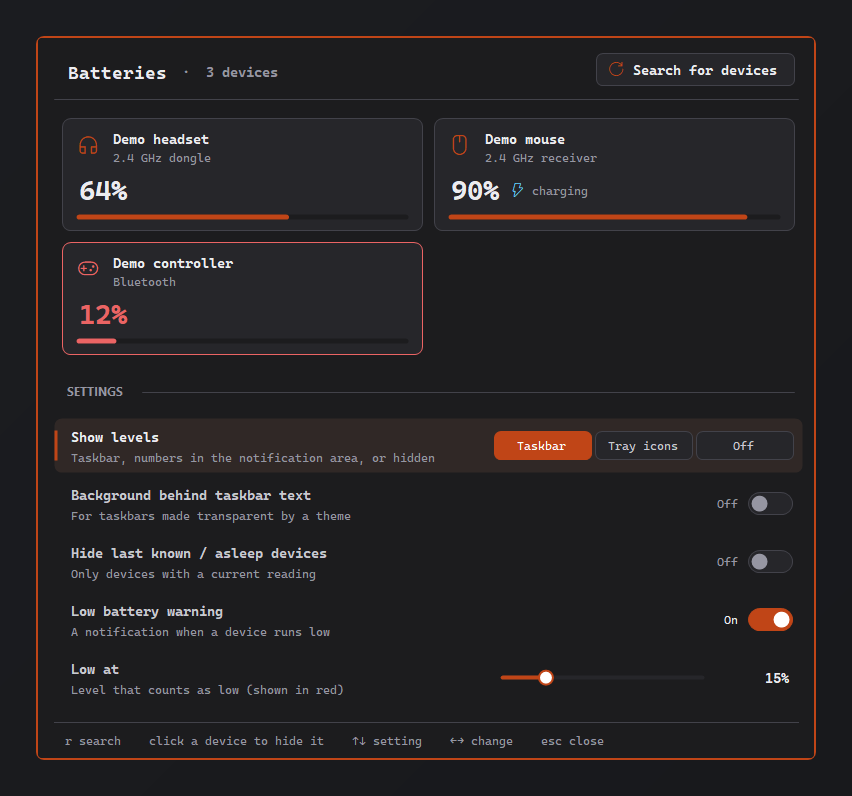 Batteries · 3 devices
Search for devices
Demo headset
2.4 GHz dongle
64%
Demo mouse
2.4 GHz receiver
90% charging
Demo controller
Bluetooth
12%
SETTINGS
Show levels
Taskbar, numbers in the notification area, or hidden
Taskbar Tray icons Off
Background behind taskbar text
For taskbars made transparent by a theme
Off
Hide last known / asleep devices
Only devices with a current reading
Off
Low battery warning
A notification when a device runs low
On
Low at
Level that counts as low (shown in red)
15%
r search click a device to hide it ↑↓ setting ↔ change esc close